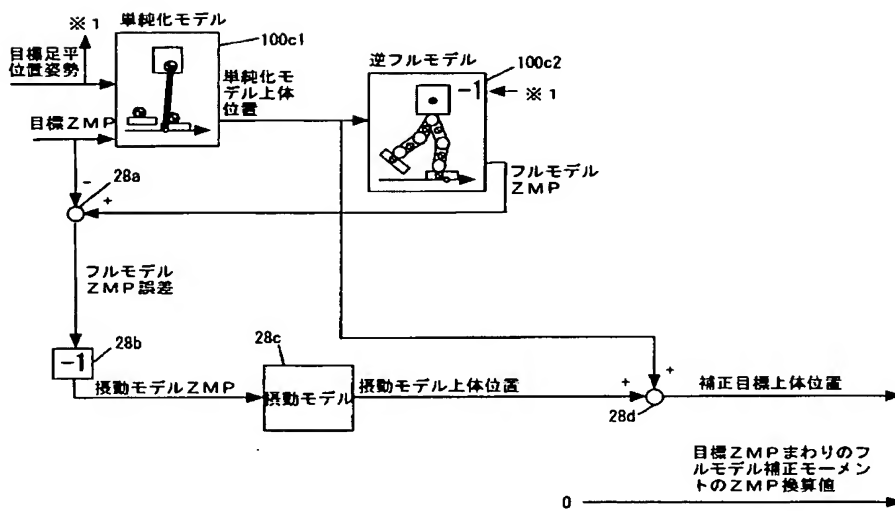 ※1
単純化モデル
100c1
目標足平
位置姿勢
目標ZMP
単純化モ
デル上体
位置
逆フルモデル
100c2
-1
※1
フルモデル
ZMP
-
28a
+
フルモデル
ZMP誤差
28b
-1
摂動モデルZMP
28c
摂動モデル
摂動モデル上体位置
+
+
28d
補正目標上体位置
目標ZMPまわりのフ
ルモデル補正モーメン
トのZMP換算値
0